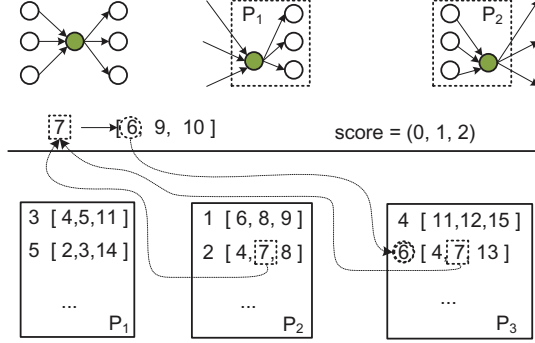 P1
P2
7 [ 6, 9, 10 ]
score = (0, 1, 2)
3 [ 4,5,11 ]
5 [ 2,3,14 ]
...
P1
1 [ 6, 8, 9 ]
2 [ 4, 7, 8 ]
...
P2
4 [ 11,12,15 ]
6 [ 4, 7 13 ]
...
P3